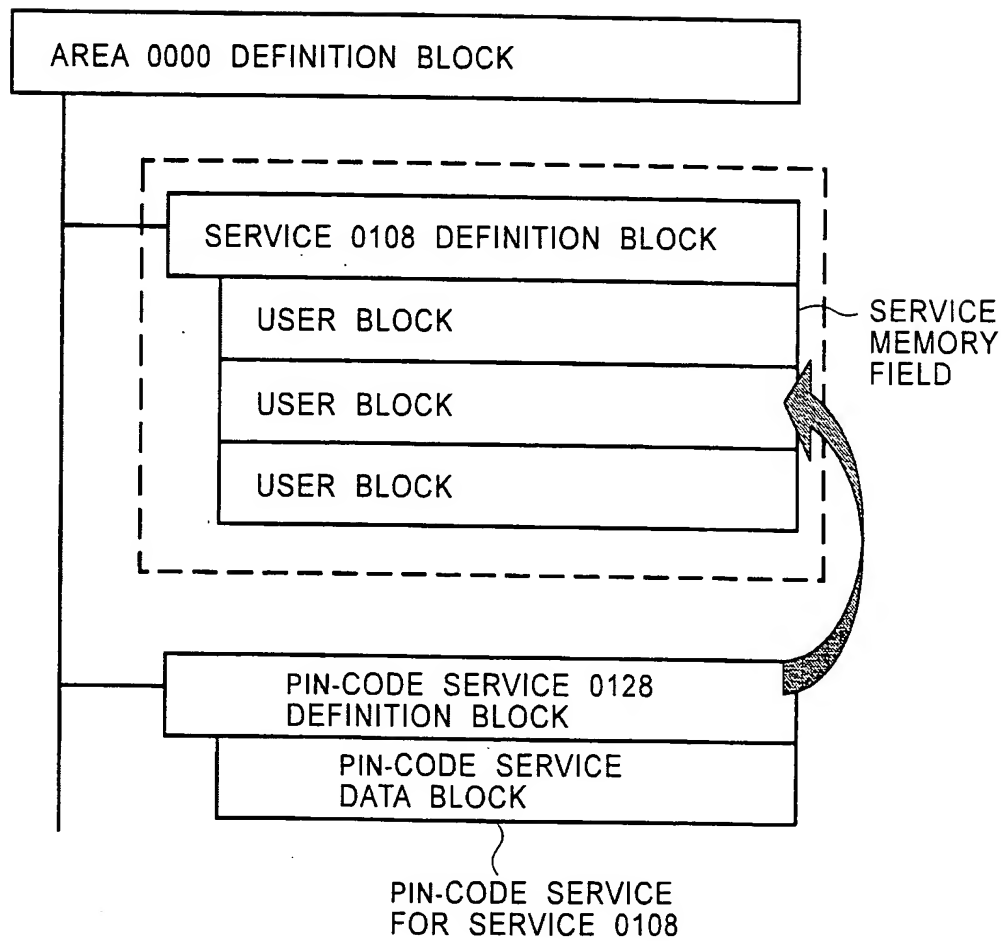 AREA 0000 DEFINITION BLOCK
SERVICE 0108 DEFINITION BLOCK
USER BLOCK
SERVICE
MEMORY
FIELD
USER BLOCK
USER BLOCK
PIN-CODE SERVICE 0128
DEFINITION BLOCK
PIN-CODE SERVICE
DATA BLOCK
PIN-CODE SERVICE
FOR SERVICE 0108